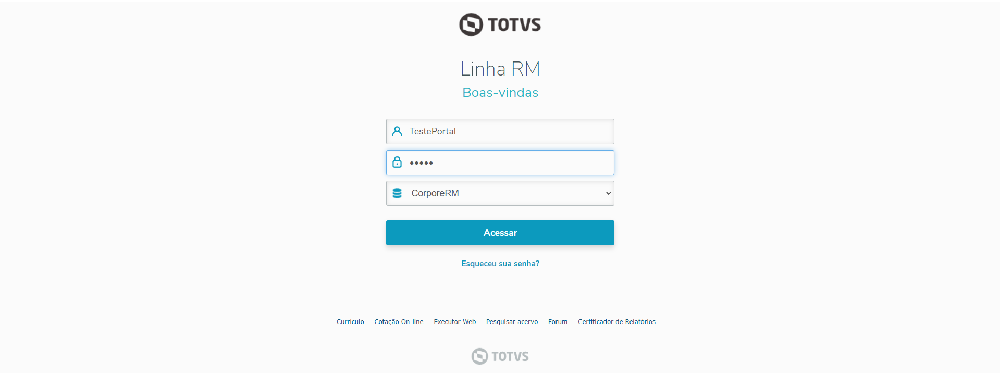 TOTVS
Linha RM
Boas-vindas
TestePortal
•••••
CorporeRM
Acessar
Esqueceu sua senha?
Currículo Cotação On-line Executor Web Pesquisar acervo Forum Certificador de Relatórios
TOTVS